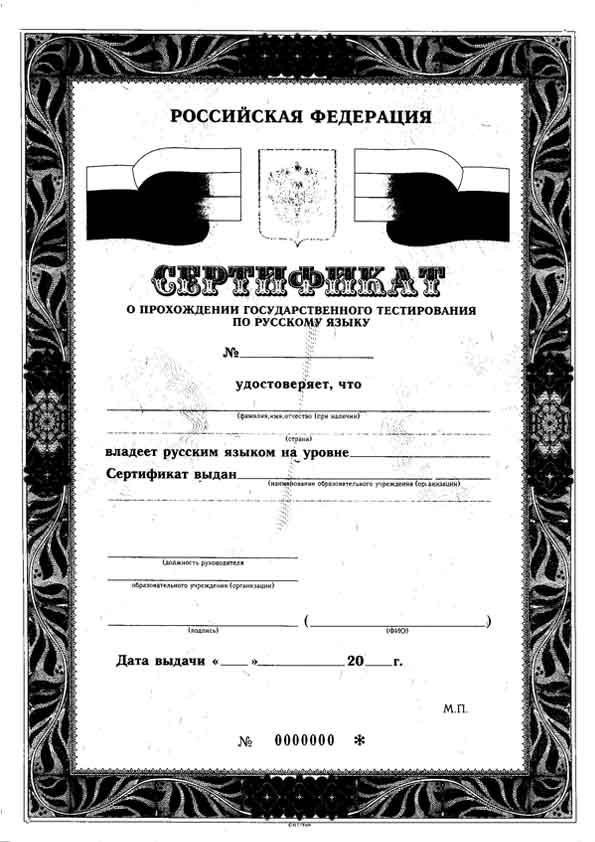 РОССИЙСКАЯ ФЕДЕРАЦИЯ
СЕРТИФИКАТ
О ПРОХОЖДЕНИИ ГОСУДАРСТВЕННОГО ТЕСТИРОВАНИЯ
ПО РУССКОМУ ЯЗЫКУ
№
удостоверяет, что
(фамилия, имя, отчество (при наличии)
(страна)
владеет русским языком на уровне
Сертификат выдан
(наименование образовательного учреждения (организации)
(должность руководителя
образовательного учреждения (организации)
( )
(подпись) (ФИО)
Дата выдачи « » 20 г.
М.П.
№ 0000000 *